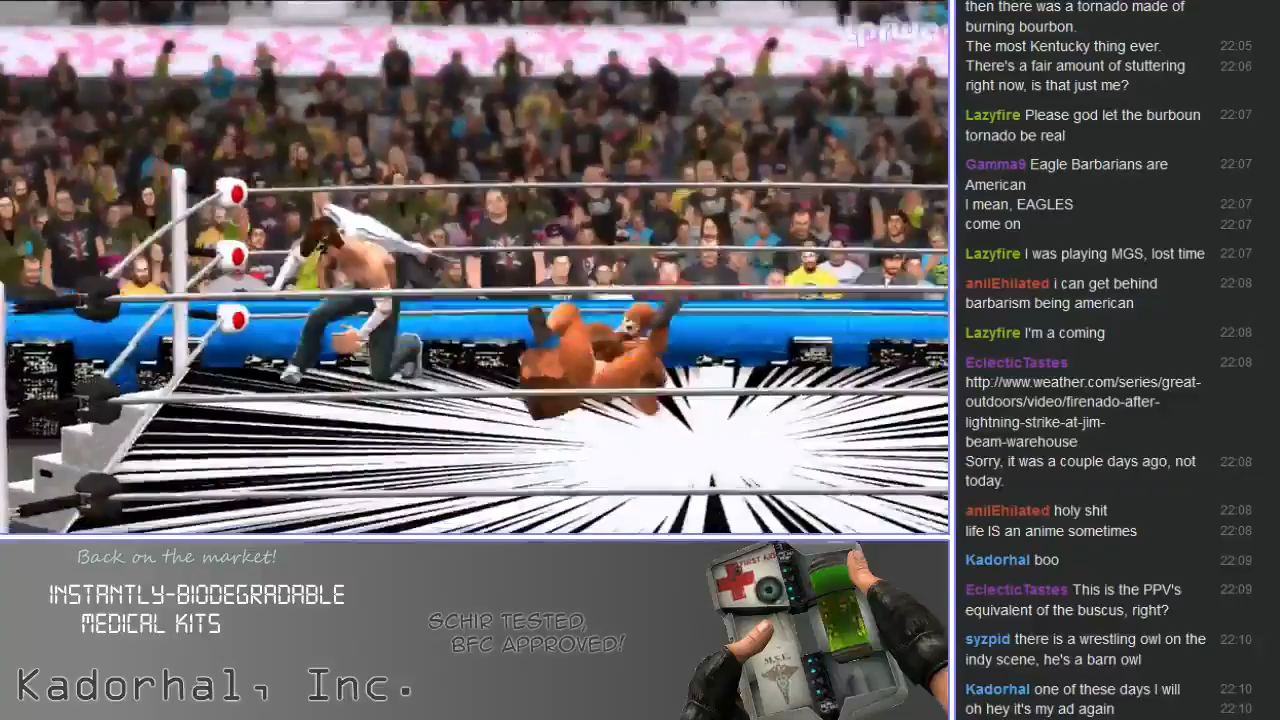 then there was a tornado made of
burning bourbon.
The most Kentucky thing ever. 22:05
There's a fair amount of stuttering 22:06
right now, is that just me?
Lazyfire Please god let the burboun 22:07
tornado be real
Gamma9 Eagle Barbarians are 22:07
American
I mean, EAGLES 22:07
come on 22:07
Lazyfire I was playing MGS, lost time 22:07
anilEhilated i can get behind 22:08
barbarism being american
Lazyfire I'm a coming 22:08
EclecticTastes 22:08
http://www.weather.com/series/great-
outdoors/video/firenado-after-
lightning-strike-at-jim-
beam-warehouse
Sorry, it was a couple days ago, not 22:08
today.
anilEhilated holy shit 22:08
life IS an anime sometimes 22:08
Kadorhal boo 22:09
EclecticTastes This is the PPV's 22:09
equivalent of the buscus, right?
syzpid there is a wrestling owl on the 22:10
indy scene, he's a barn owl
Kadorhal one of these days I will 22:10
oh hey it's my ad again 22:10
Back on the market!
INSTANTLY-BIODEGRADABLE
MEDICAL KITS
SCHIR TESTED,
BFC APPROVED!
Kadorhal, Inc.
FIRST AID